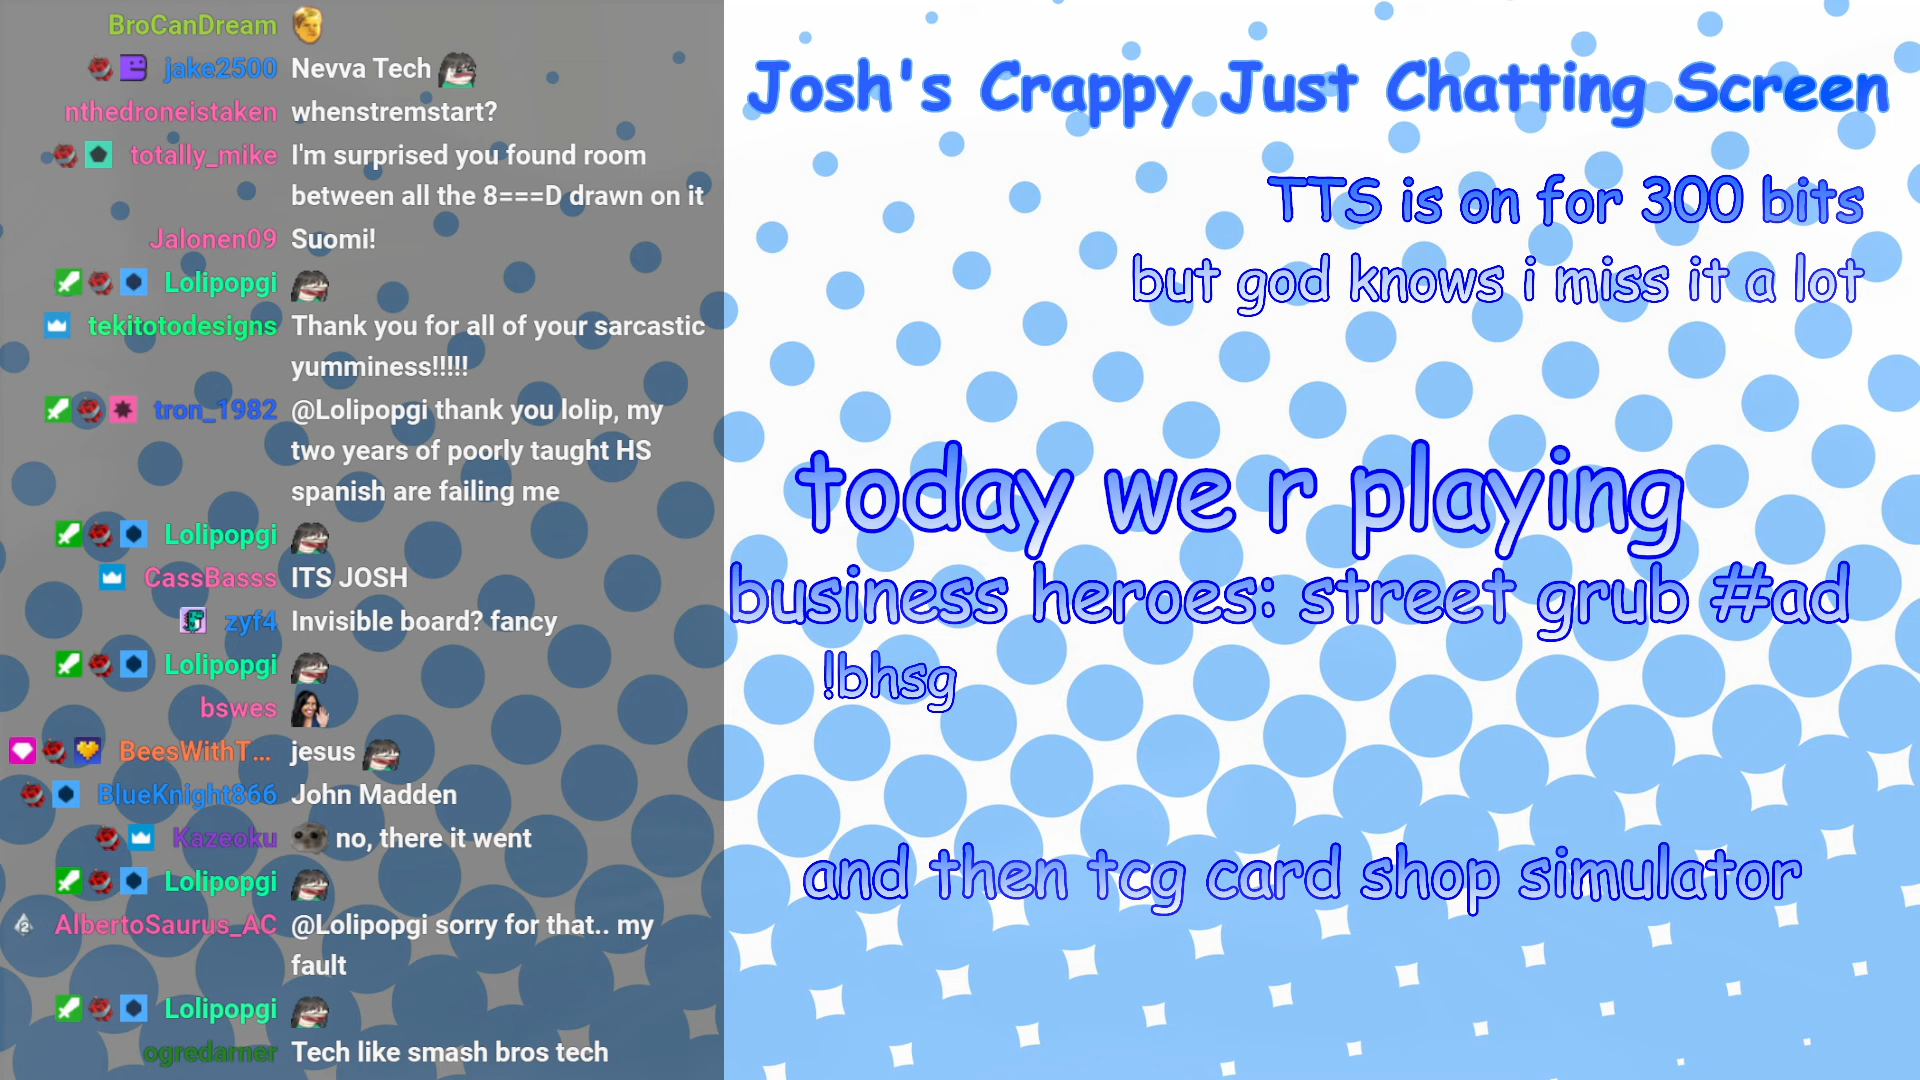 BroCanDream
jake2500 Nevva Tech
nthedroneistaken whenstremstart?
totally_mike I'm surprised you found room
between all the 8===D drawn on it
Jalonen09 Suomi!
Lolipopgi
tekitotodesigns Thank you for all of your sarcastic
yumminess!!!!!
tron_1982 @Lolipopgi thank you lolip, my
two years of poorly taught HS
spanish are failing me
Lolipopgi
CassBasss ITS JOSH
zyf4 Invisible board? fancy
Lolipopgi
bswes
BeesWithT... jesus
BlueKnight866 John Madden
Kazeoku no, there it went
Lolipopgi
2 AlbertoSaurus_AC @Lolipopgi sorry for that.. my
fault
Lolipopgi
ogredarner Tech like smash bros tech
Josh's Crappy Just Chatting Screen
TTS is on for 300 bits
but god knows i miss it a lot
today we r playing
business heroes: street grub #ad
!bhsg
and then tcg card shop simulator